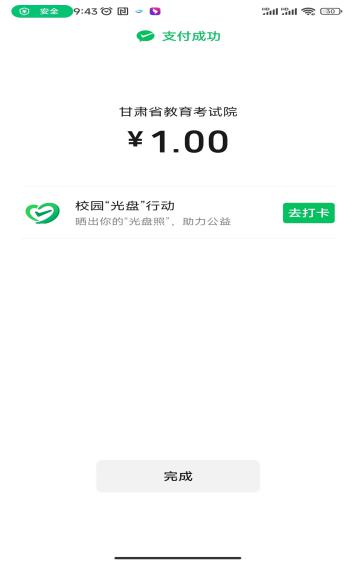 安全 9:43 HD HD 30
支付成功
甘肃省教育考试院
¥1.00
校园“光盘”行动
晒出你的“光盘照”，助力公益
去打卡
完成